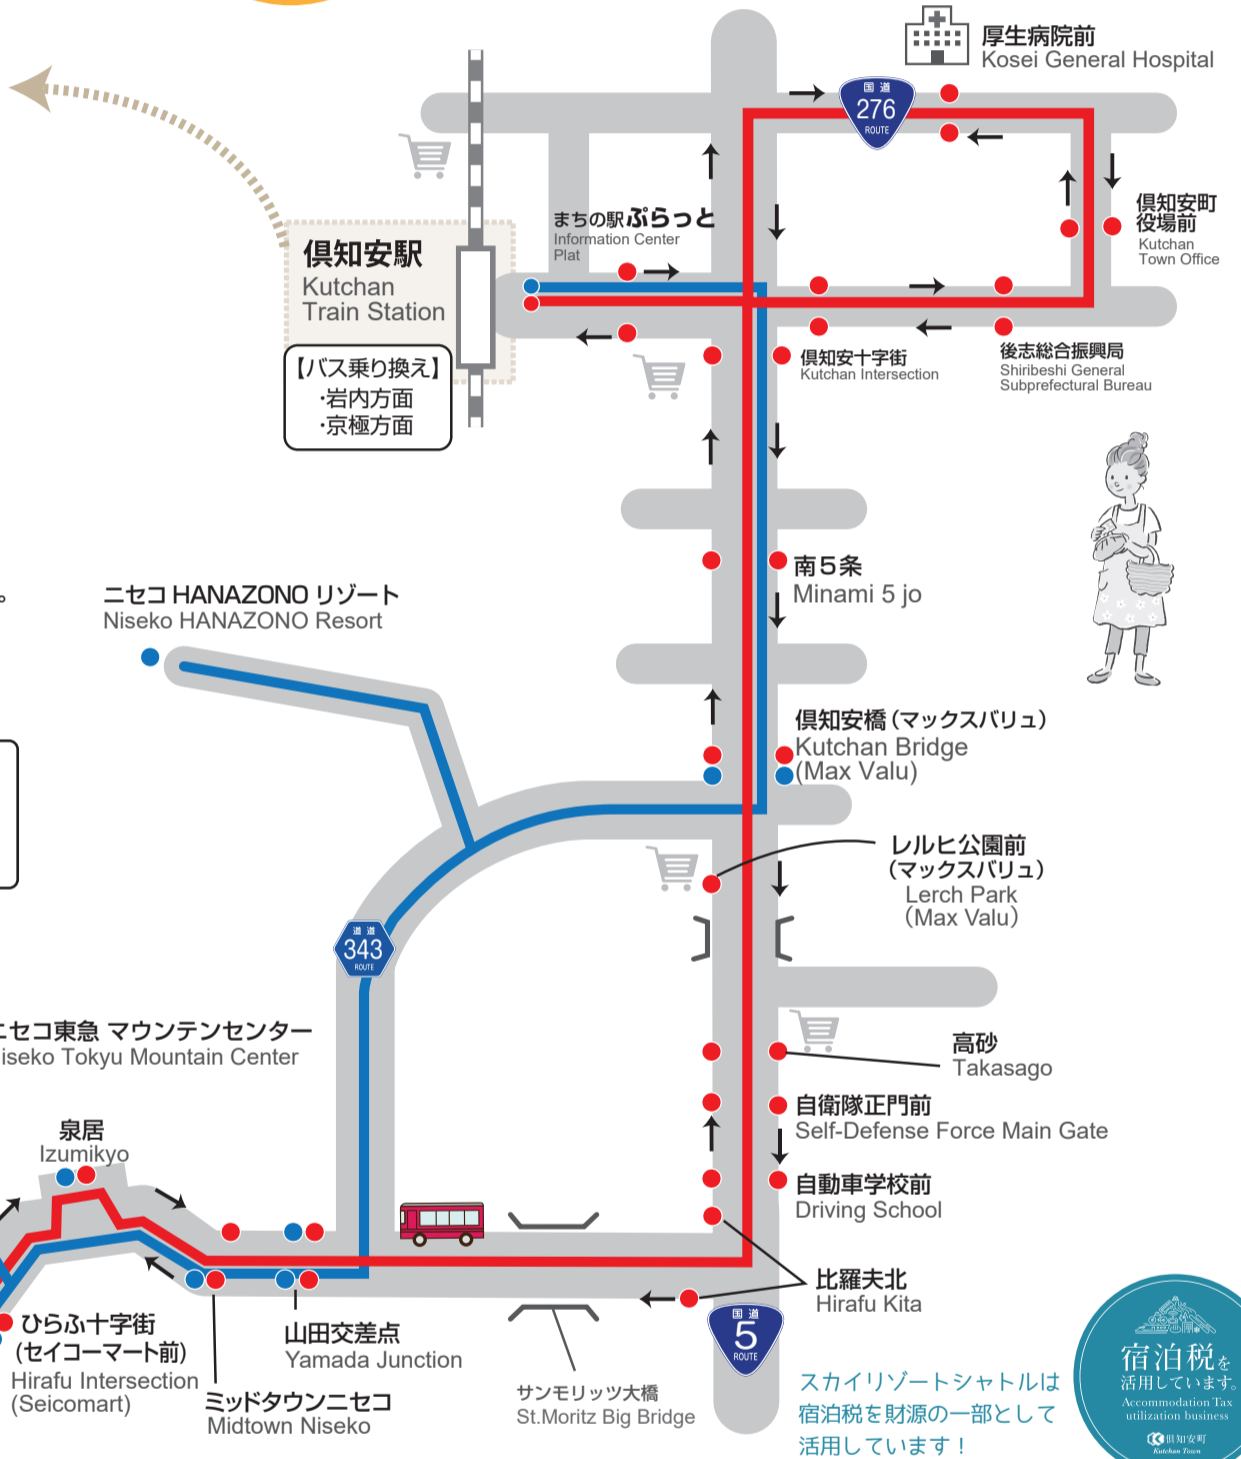 厚生病院前
Kosei General Hospital
国道
276
ROUTE
倶知安町
役場前
Kutchan
Town Office
まちの駅ぷらっと
Information Center
Plat
倶知安駅
Kutchan
Train Station
【バス乗り換え】
・岩内方面
・京極方面
倶知安十字街
Kutchan Intersection
後志総合振興局
Shiribeshi General
Subprefectural Bureau
南5条
Minami 5 jo
。
ニセコ HANAZONO リゾート
Niseko HANAZONO Resort
倶知安橋(マックスバリュ)
Kutchan Bridge
(Max Valu)
レルヒ公園前
(マックスバリュ)
Lerch Park
(Max Valu)
道道
343
ROUTE
ニセコ東急 マウンテンセンター
iseko Tokyu Mountain Center
高砂
Takasago
自衛隊正門前
Self-Defense Force Main Gate
自動車学校前
Driving School
泉居
Izumikyo
比羅夫北
Hirafu Kita
国道
5
ROUTE
ひらふ十字街
(セイコーマート前)
Hirafu Intersection
(Seicomart)
山田交差点
Yamada Junction
ミッドタウンニセコ
Midtown Niseko
サンモリッツ大橋
St.Moritz Big Bridge
スカイリゾートシャトルは
宿泊税を財源の一部として
活用しています！
宿泊税を
活用しています。
Accommodation Tax
utilization business
倶知安町
Kutchan Town